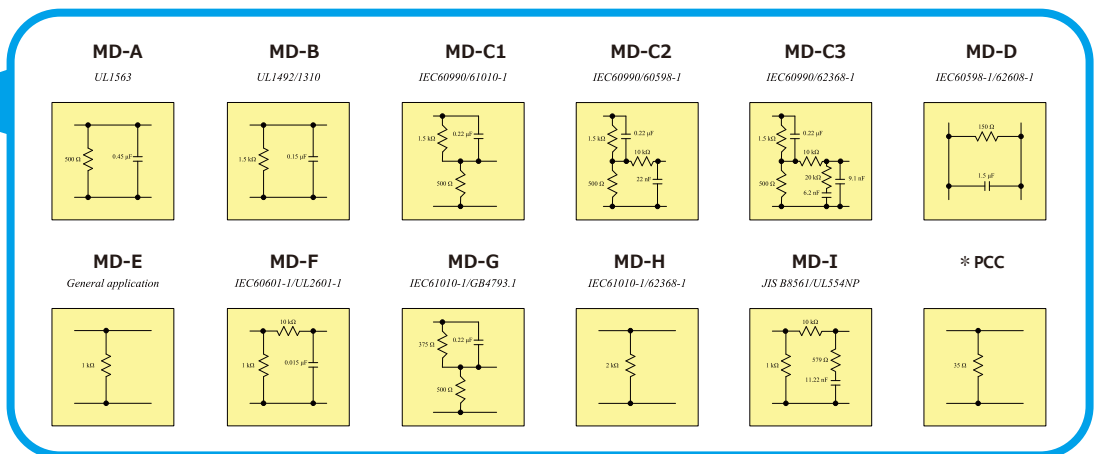 MD-A
MD-B
MD-C1
MD-C2
MD-C3
MD-D
UL1563
UL1492/1310
IEC60990/61010-1
IEC60990/60598-1
IEC60990/62368-1
IEC60598-1/62608-1
500 Ω
0.45 µF
1.5 kΩ
0.15 µF
1.5 kΩ
0.22 µF
500 Ω
1.5 kΩ
0.22 µF
10 kΩ
500 Ω
22 nF
1.5 kΩ
0.22 µF
10 kΩ
500 Ω
20 kΩ
9.1 nF
6.2 nF
150 Ω
1.5 µF
MD-E
MD-F
MD-G
MD-H
MD-I
* PCC
General application
IEC60601-1/UL2601-1
IEC61010-1/GB4793.1
IEC61010-1/62368-1
JIS B8561/UL554NP
1 kΩ
10 kΩ
1 kΩ
0.015 µF
375 Ω
0.22 µF
500 Ω
2 kΩ
10 kΩ
1 kΩ
579 Ω
11.22 nF
35 Ω